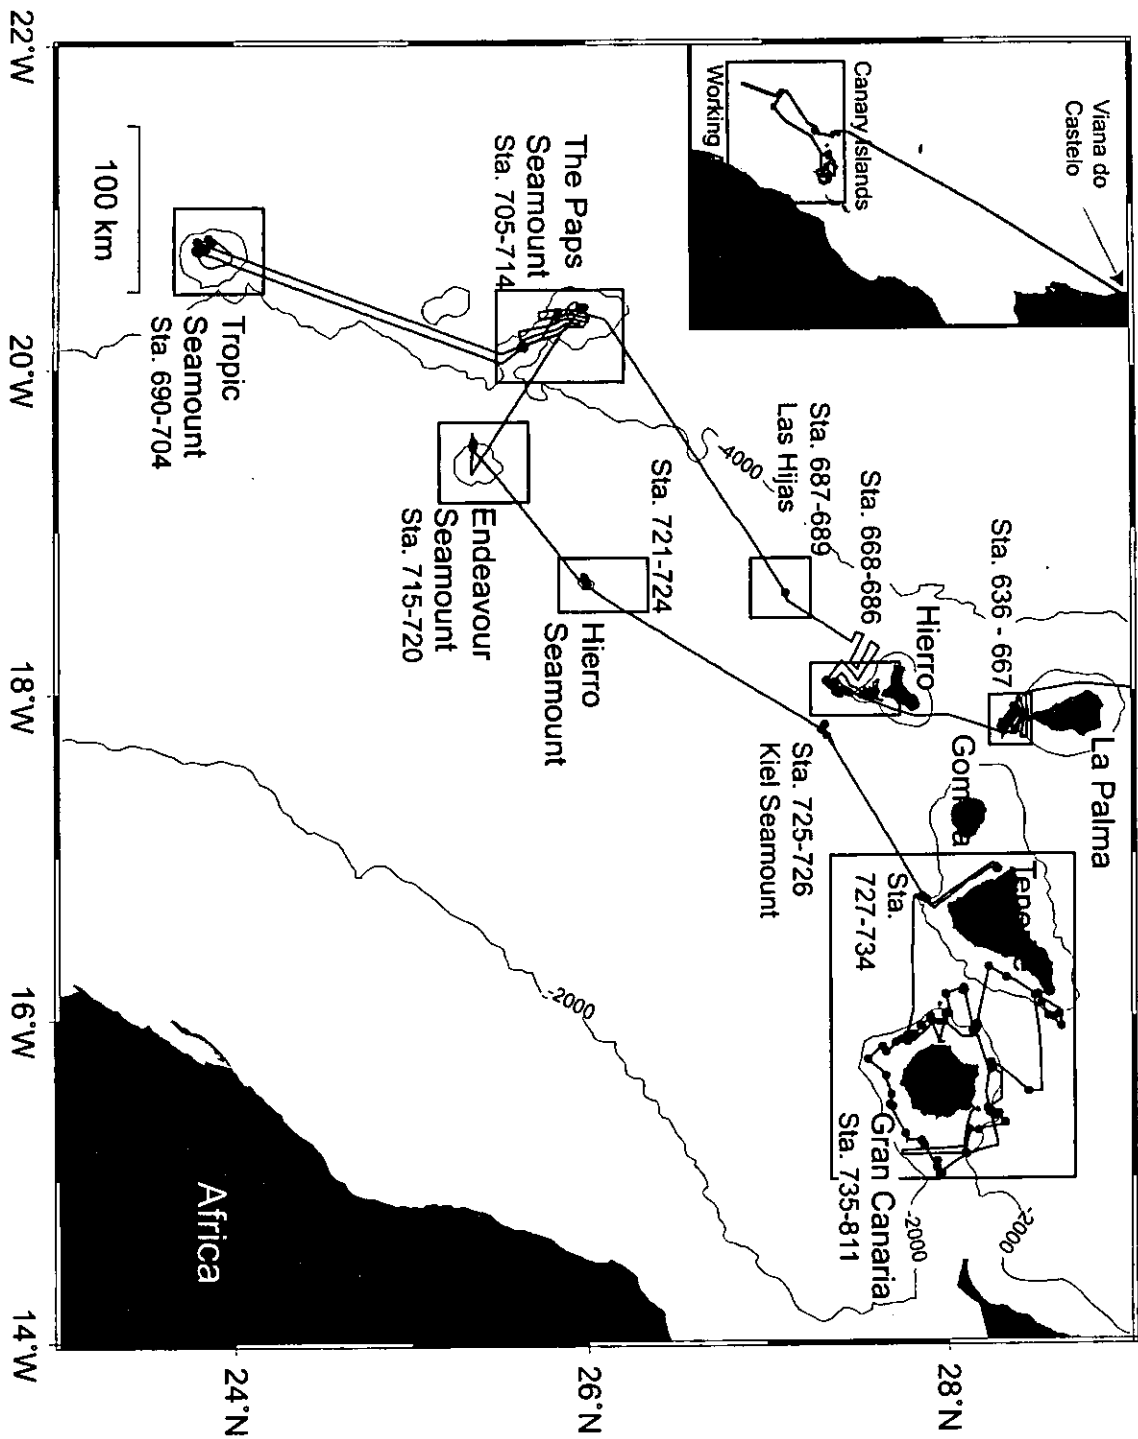 Viana do
Castelo
Canary Islands
Working
La Palma
Sta. 636 - 667
Hierro
Sta. 668-686
Gomera
Sta. 687-689
Las Hijas
-4000
Sta. 721-724
Hierro
Seamount
Sta. 725-726
Kiel Seamount
Sta.
727-734
Gran Canaria
Sta. 735-811
-2000
-2000
-2000
The Paps
Seamount
Sta. 705-714
Endeavour
Seamount
Sta. 715-720
Tropic
Seamount
Sta. 690-704
100 km
Africa
28°N
26°N
24°N
22°W
20°W
18°W
16°W
14°W